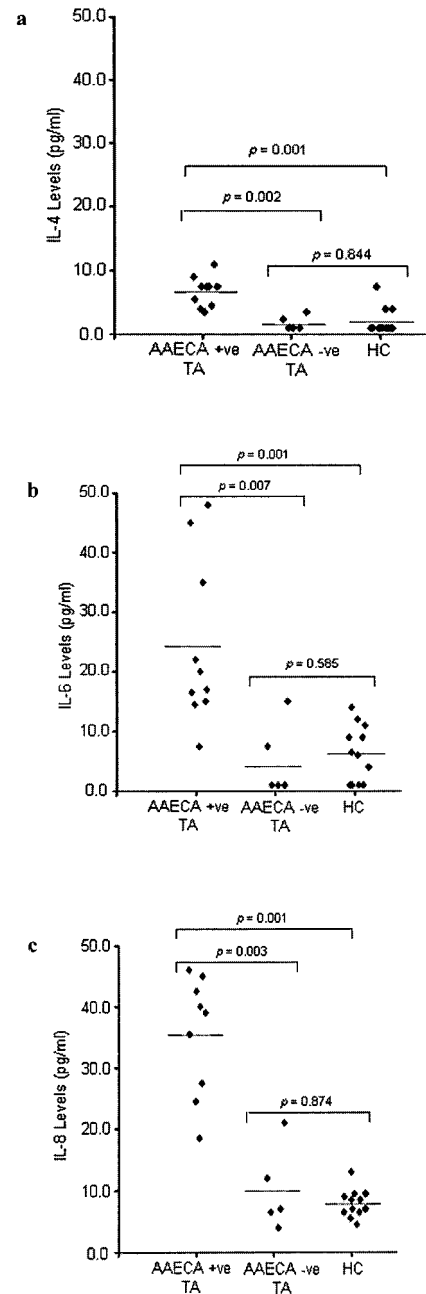 a
50.0
40.0
30.0
20.0
10.0
0.0
IL-4 Levels (pg/ml)
p = 0.001
p = 0.002
p = 0.844
AAECA +ve TA
AAECA -ve TA
HC
b
50.0
40.0
30.0
20.0
10.0
0.0
IL-6 Levels (pg/ml)
p = 0.001
p = 0.007
p = 0.585
AAECA +ve TA
AAECA -ve TA
HC
c
50.0
40.0
30.0
20.0
10.0
0.0
IL-8 Levels (pg/ml)
p = 0.001
p = 0.003
p = 0.874
AAECA +ve TA
AAECA -ve TA
HC